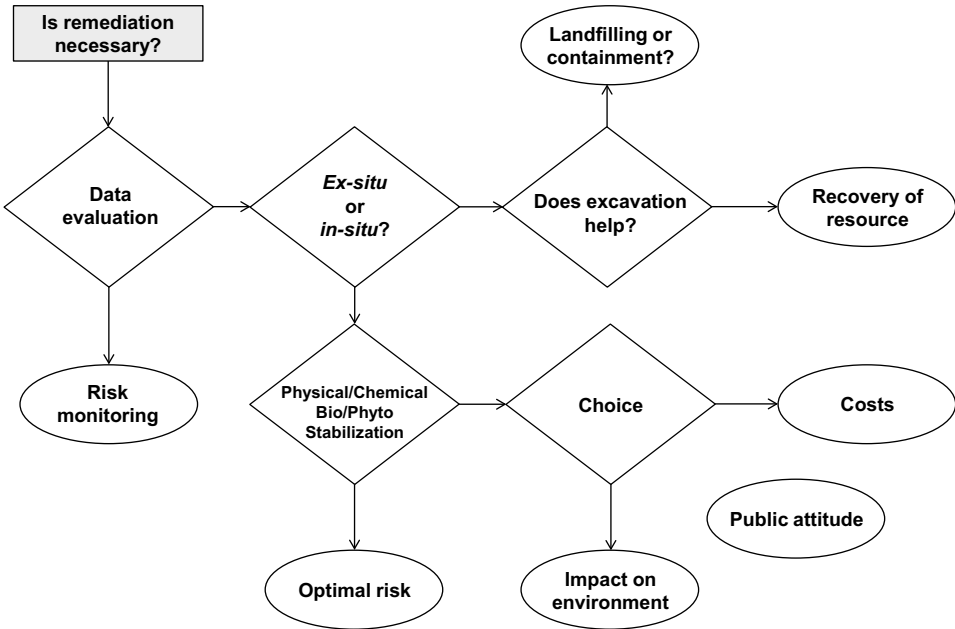 Is remediation
necessary?
Landfilling or
containment?
Data
evaluation
Ex-situ
or
in-situ?
Does excavation
help?
Recovery of
resource
Risk
monitoring
Physical/Chemical
Bio/Phyto
Stabilization
Choice
Costs
Public attitude
Optimal risk
Impact on
environment